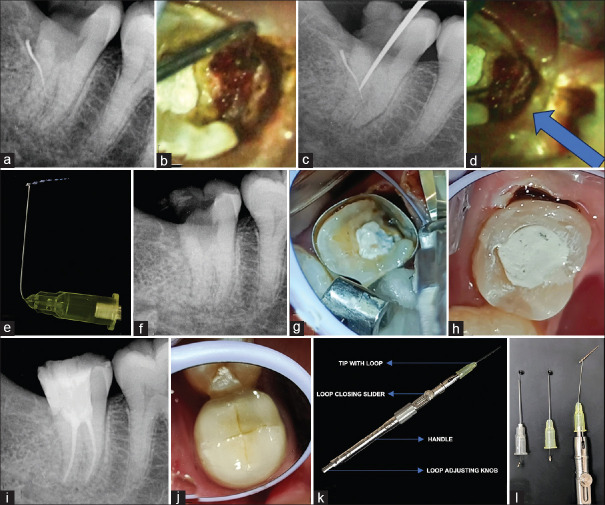 a
b
c
d
e
f
g
h
TIP WITH LOOP
LOOP CLOSING SLIDER
HANDLE
LOOP ADJUSTING KNOB
i
j
k
l